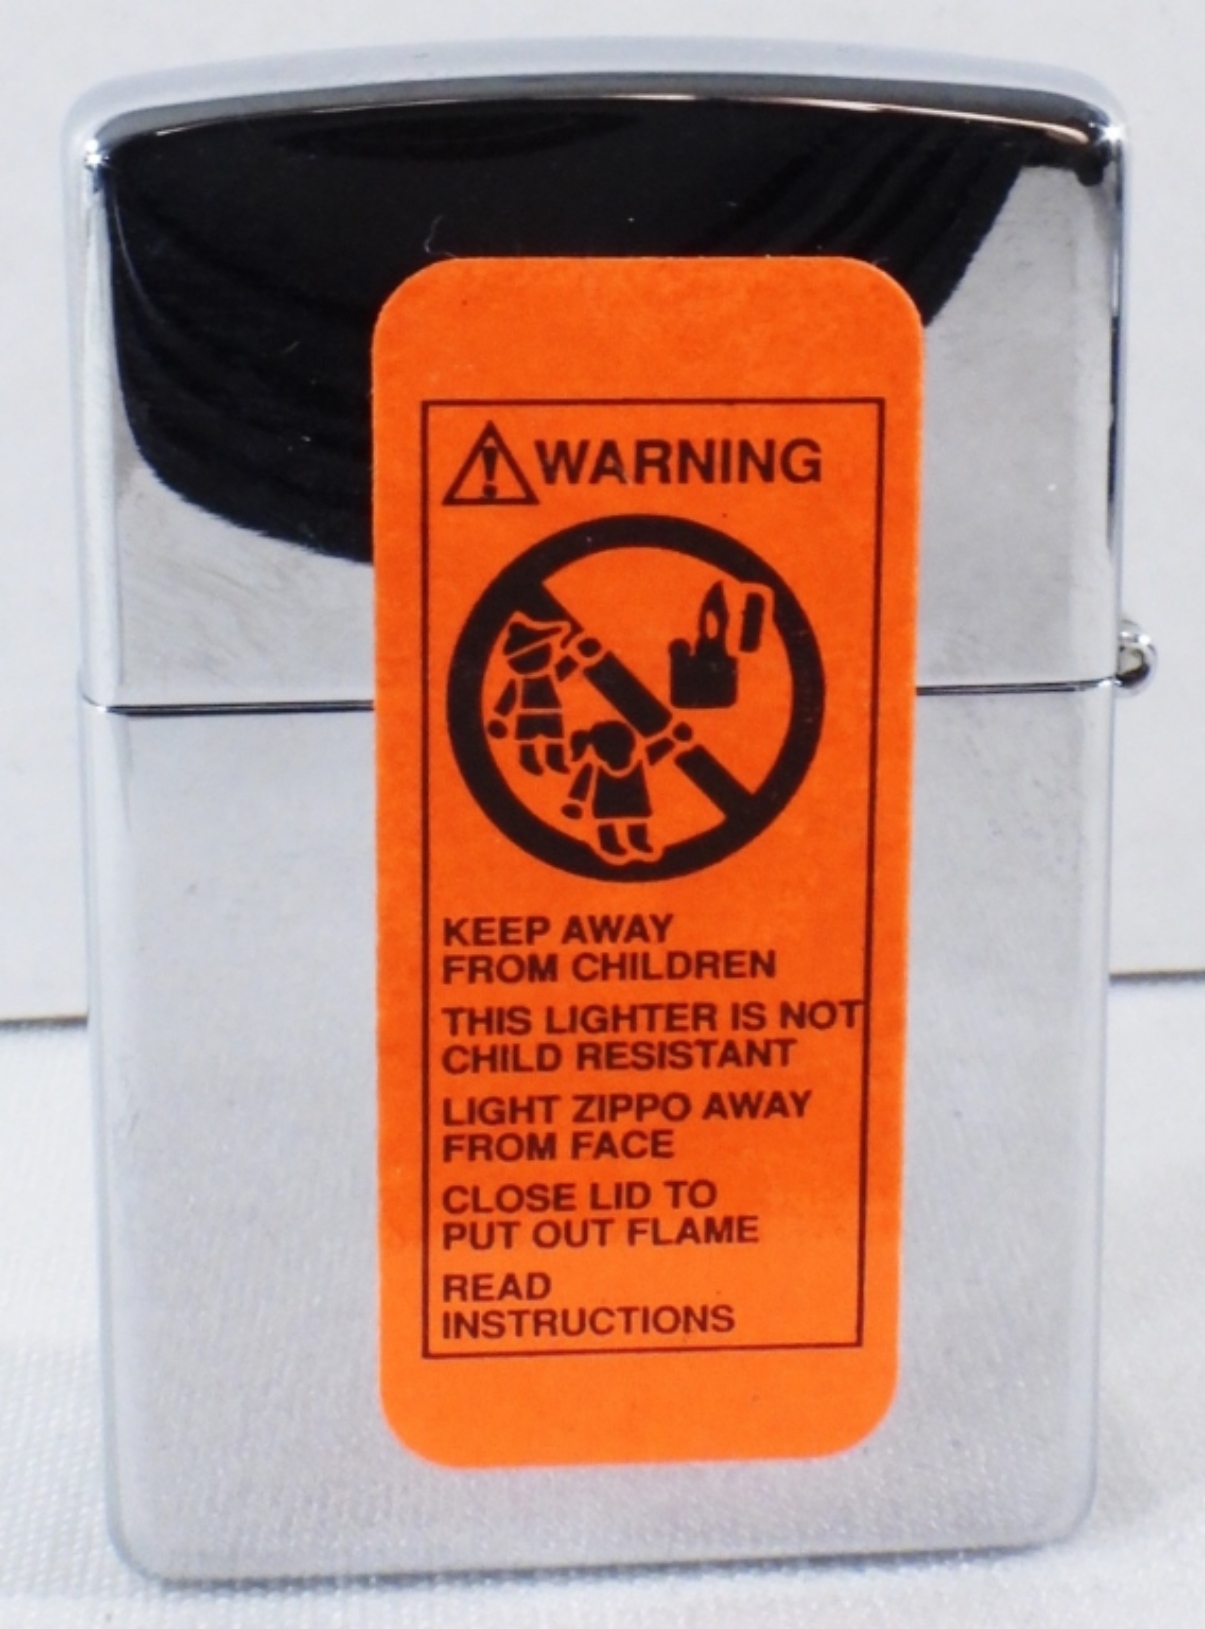 WARNING
KEEP AWAY
FROM CHILDREN
THIS LIGHTER IS NOT
CHILD RESISTANT
LIGHT ZIPPO AWAY
FROM FACE
CLOSE LID TO
PUT OUT FLAME
READ
INSTRUCTIONS